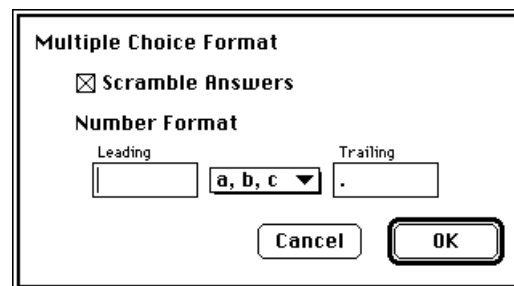 Multiple Choice Format
Scramble Answers
Number Format
Leading Trailing
a, b, c .
Cancel OK